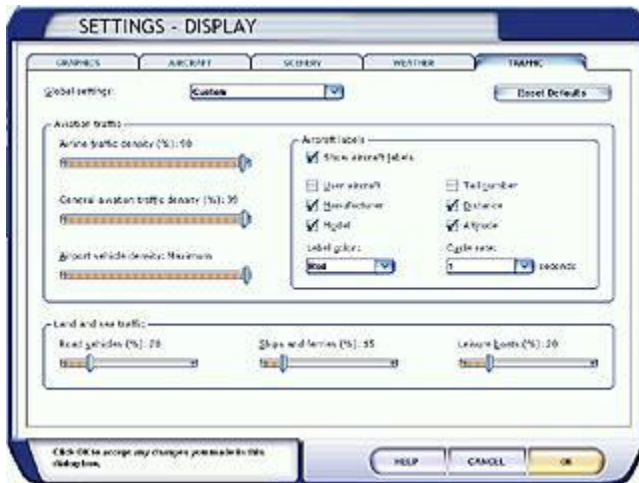 SETTINGS - DISPLAY
GRAPHICS AIRCRAFT SCENERY WEATHER TRAFFIC
Global settings: Custom Reset Defaults
Aviation traffic
Airline traffic density (%):
General aviation traffic density (%):
Airport vehicle density: Maximum
Aircraft labels
Show aircraft labels
User aircraft Tail number
Manufacturer Distance
Model Altitude
Label color: Cycle rate:
Red 1 seconds
Land and sea traffic
Road vehicles (%): Ships and ferries (%): Leisure boats (%): 20
Click OK to accept any changes you made in this
dialog box.
HELP CANCEL OK